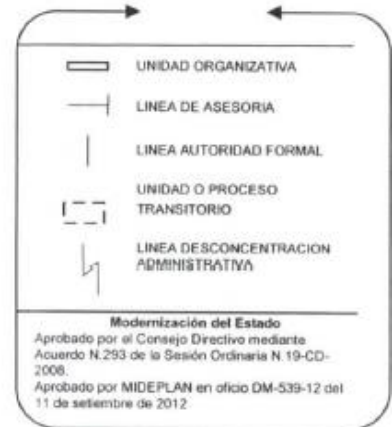 UNIDAD ORGANIZATIVA
LINEA DE ASESORIA
LINEA AUTORIDAD FORMAL
UNIDAD O PROCESO
TRANSITORIO
LINEA DESCONCENTRACION
ADMINISTRATIVA
Modernización del Estado
Aprobado por el Consejo Directivo mediante
Acuerdo N.293 de la Sesión Ordinaria N.19-CD-
2008.
Aprobado por MIDEPLAN en oficio DM-539-12 del
11 de setiembre de 2012